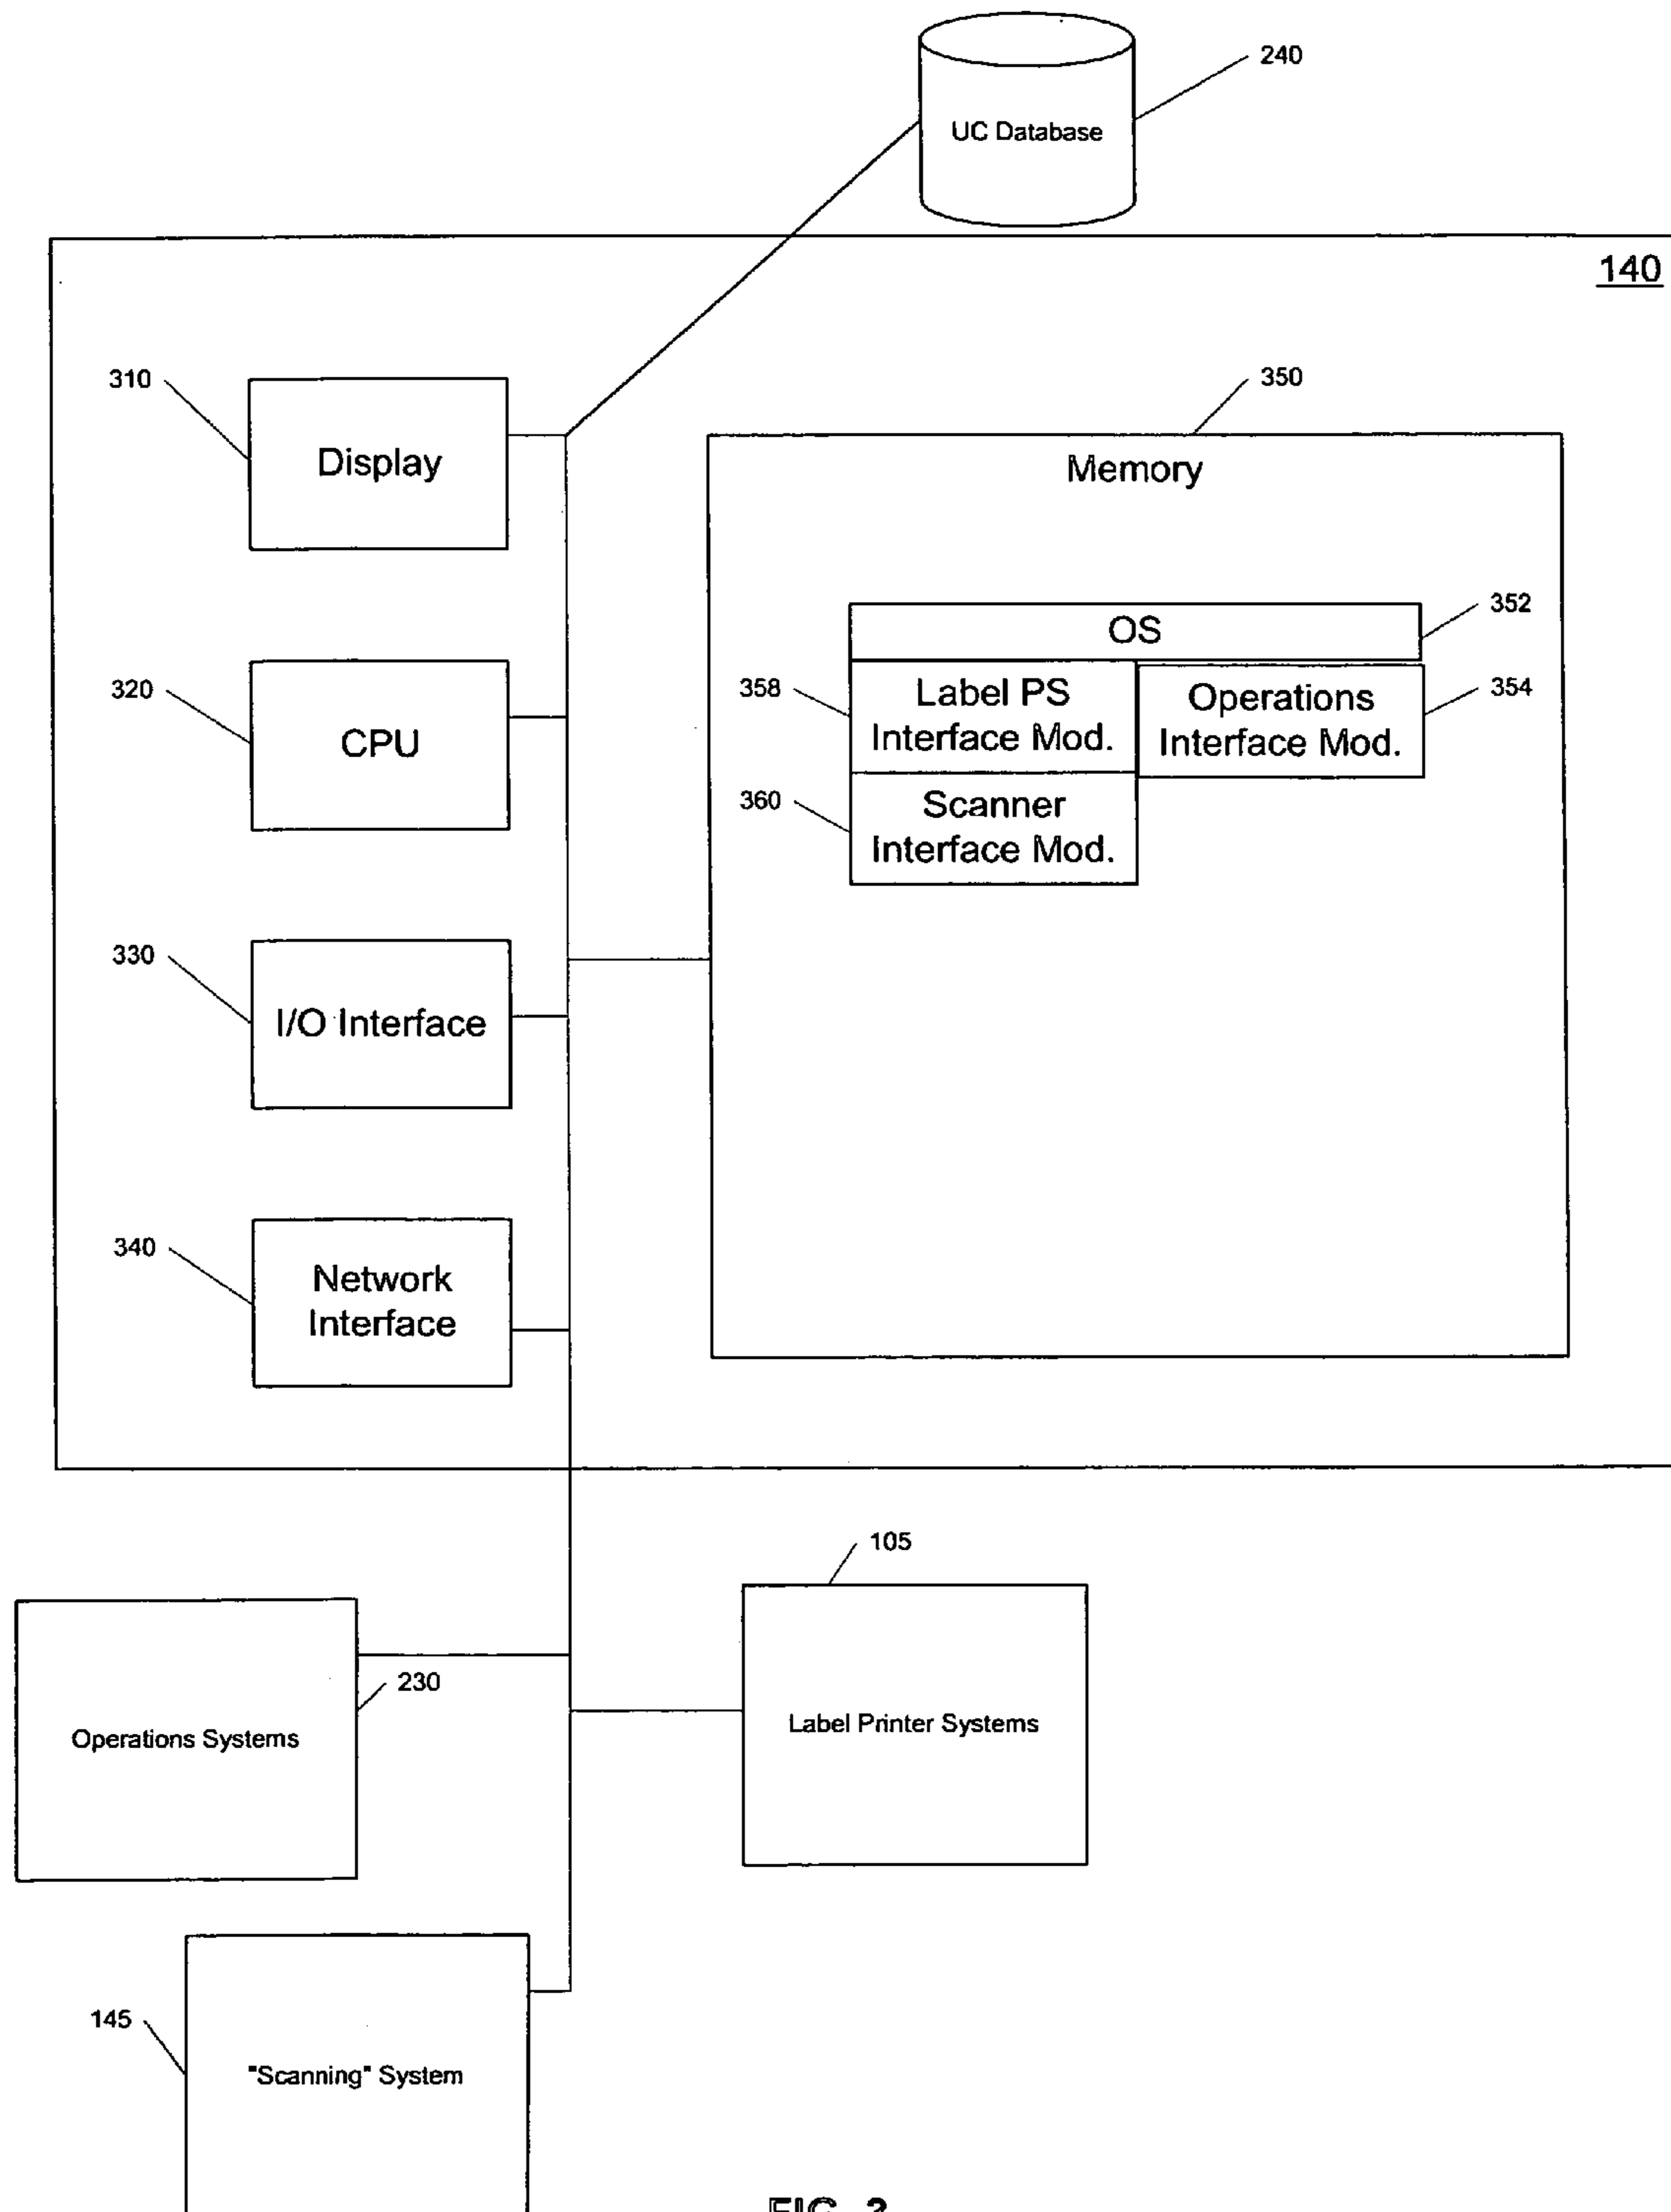 240
UC Database
140
310
350
Display
Memory
352
OS
320
358
Label PS
Interface Mod.
Operations
Interface Mod.
354
CPU
360
Scanner
Interface Mod.
330
I/O Interface
340
Network
Interface
105
230
Operations Systems
Label Printer Systems
145
"Scanning" System
FIG. 3